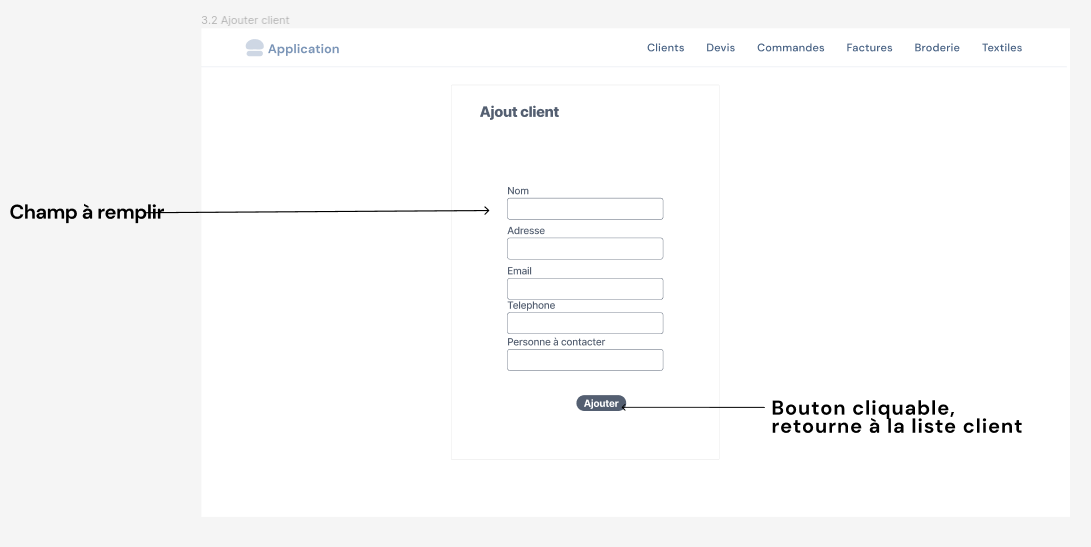 3.2 Ajouter client
Application
Clients Devis Commandes Factures Broderie Textiles
Ajout client
Nom
Champ à remplir
Adresse
Email
Telephone
Personne à contacter
Ajouter
Bouton cliquable,
retourne à la liste client